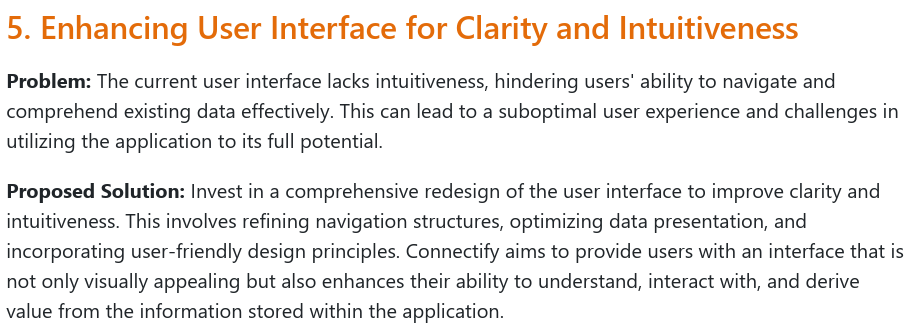 5. Enhancing User Interface for Clarity and Intuitiveness
Problem: The current user interface lacks intuitiveness, hindering users' ability to navigate and
comprehend existing data effectively. This can lead to a suboptimal user experience and challenges in
utilizing the application to its full potential.
Proposed Solution: Invest in a comprehensive redesign of the user interface to improve clarity and
intuitiveness. This involves refining navigation structures, optimizing data presentation, and
incorporating user-friendly design principles. Connectify aims to provide users with an interface that is
not only visually appealing but also enhances their ability to understand, interact with, and derive
value from the information stored within the application.